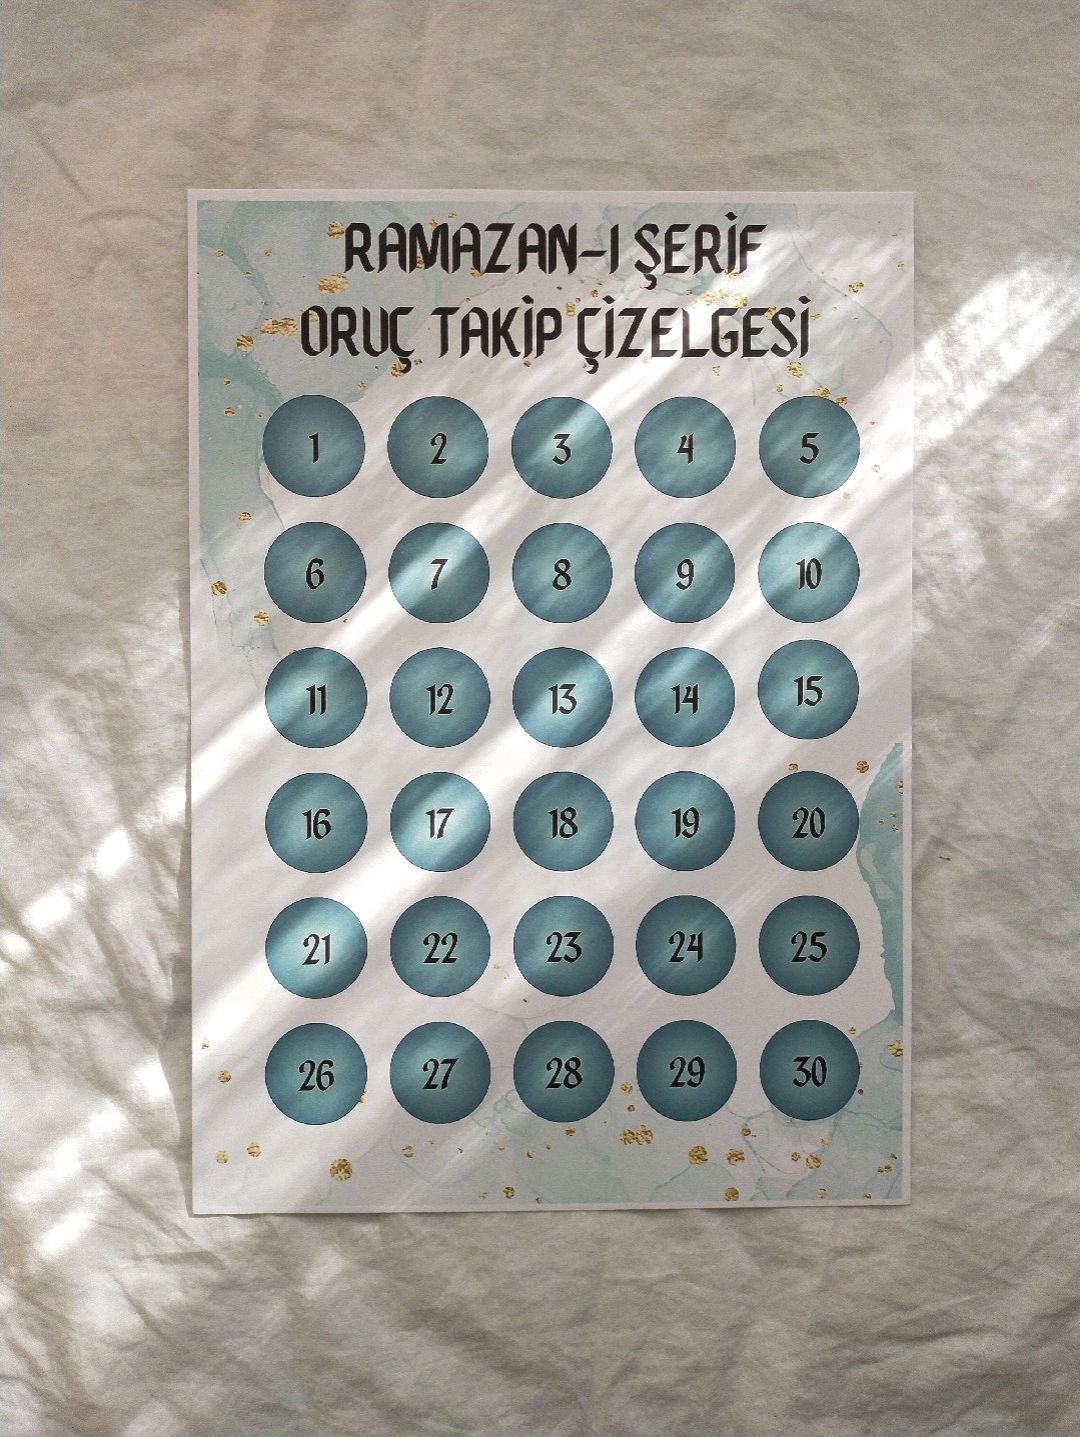 RAMAZAN-I ŞERİF
ORUÇ TAKİP ÇİZELGESİ
1 2 3 4 5
6 7 8 9 10
11 12 13 14 15
16 17 18 19 20
21 22 23 24 25
26 27 28 29 30